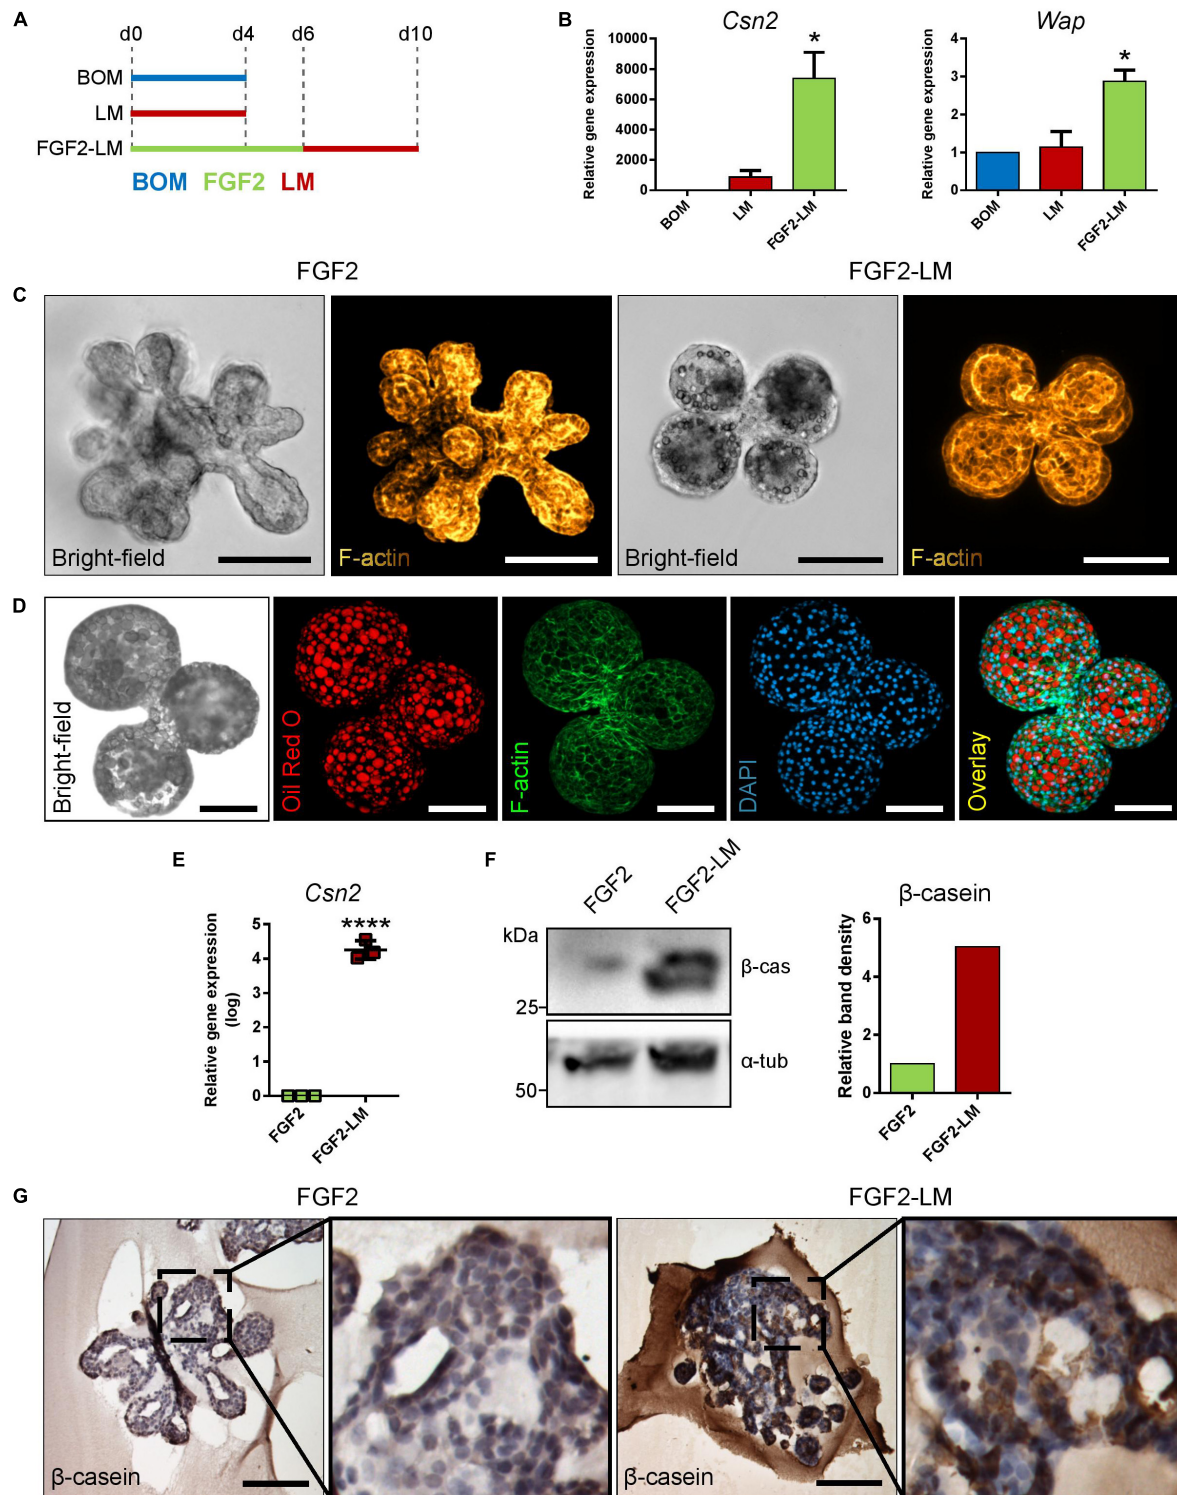 A
d0 d4 d6 d10
BOM
LM
FGF2-LM
BOM FGF2 LM
B
Csn2
Relative gene expression
10000
8000
6000
4000
2000
0
*
BOM
LM
FGF2-LM
Wap
Relative gene expression
4
3
2
1
0
*
BOM
LM
FGF2-LM
FGF2
FGF2-LM
C
Bright-field
F-actin
Bright-field
F-actin
D
Bright-field
Oil Red O
F-actin
DAPI
Overlay
E
Csn2
Relative gene expression
(log)
5
4
3
2
1
0
****
FGF2
FGF2-LM
F
FGF2
FGF2-LM
kDa
β-cas
25
α-tub
50
β-casein
Relative band density
6
4
2
0
FGF2
FGF2-LM
G
FGF2
FGF2-LM
β-casein
β-casein